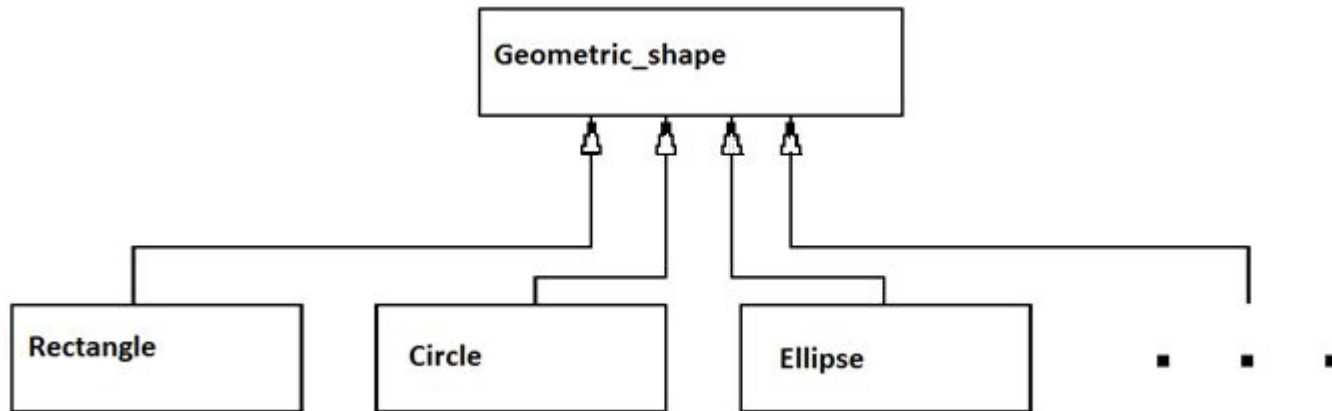 Geometric_shape
Rectangle
Circle
Ellipse
. . .